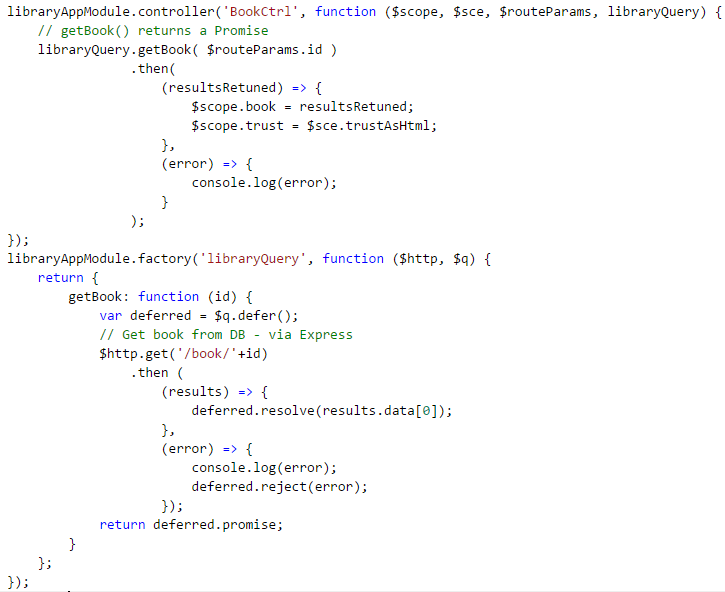 libraryAppModule.controller('BookCtrl', function ($scope, $sce, $routeParams, libraryQuery) {
    // getBook() returns a Promise
    libraryQuery.getBook( $routeParams.id )
                .then(
                    (resultsRetuned) => {
                        $scope.book = resultsRetuned;
                        $scope.trust = $sce.trustAsHtml;
                    },
                    (error) => {
                        console.log(error);
                    }
                );
});
libraryAppModule.factory('libraryQuery', function ($http, $q) {
    return {
        getBook: function (id) {
            var deferred = $q.defer();
            // Get book from DB - via Express
            $http.get('/book/'+id)
                .then (
                    (results) => {
                        deferred.resolve(results.data[0]);
                    },
                    (error) => {
                        console.log(error);
                        deferred.reject(error);
                    });
            return deferred.promise;
        }
    };
});